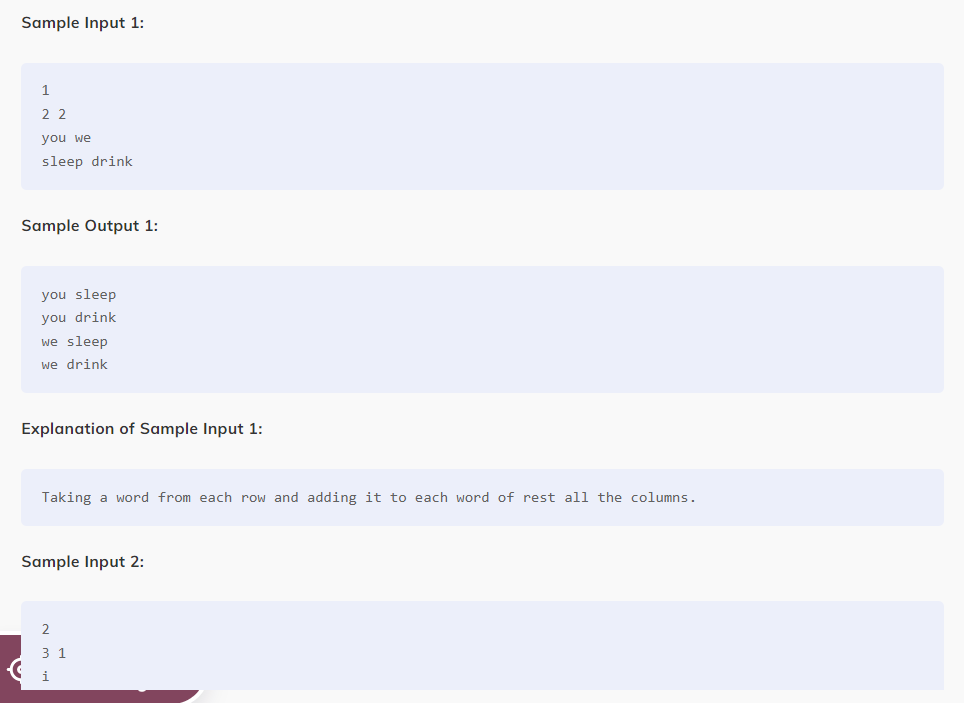 Sample Input 1:
1
2 2
you we
sleep drink
Sample Output 1:
you sleep
you drink
we sleep
we drink
Explanation of Sample Input 1:
Taking a word from each row and adding it to each word of rest all the columns.
Sample Input 2:
2
3 1
i